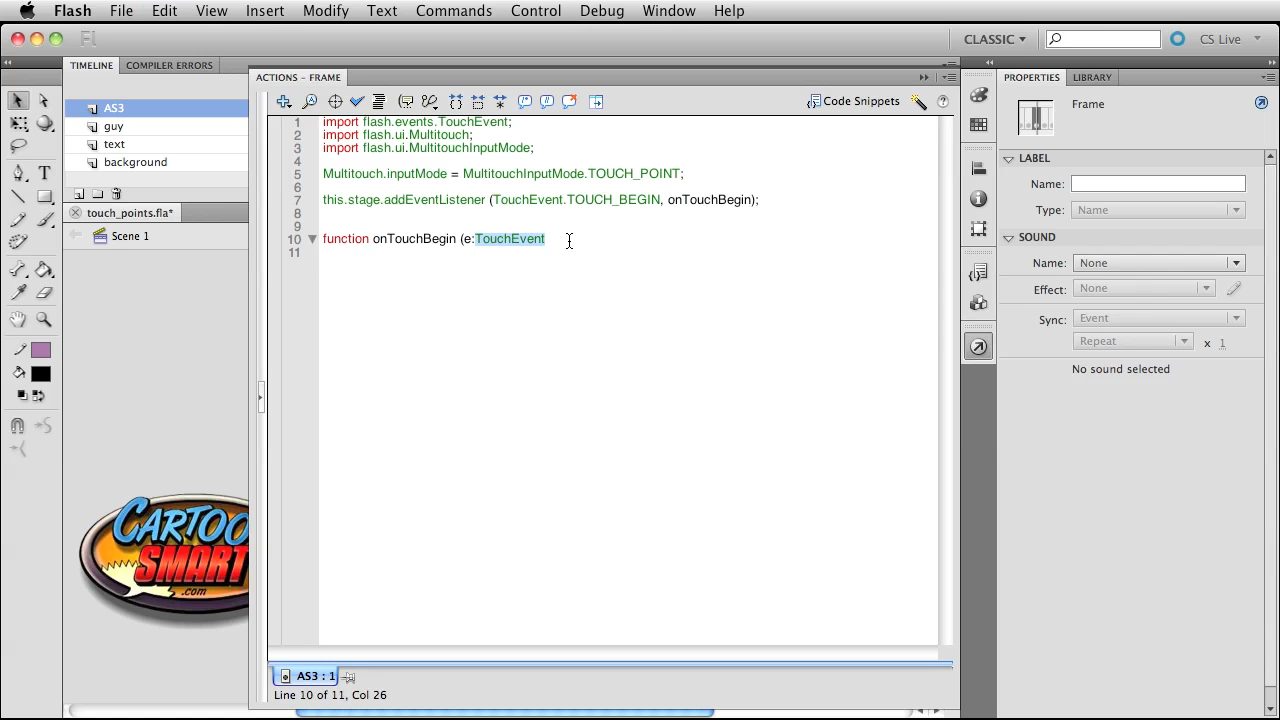 Flash File Edit View Insert Modify Text Commands Control Debug Window Help
Fl CLASSIC CS Live
TIMELINE COMPILER ERRORS
ACTIONS – FRAME
PROPERTIES LIBRARY
Code Snippets
Frame
AS3
guy
text
background
touch_points.fla*
Scene 1
1 import flash.events.TouchEvent;
2 import flash.ui.Multitouch;
3 import flash.ui.MultitouchInputMode;
4
5 Multitouch.inputMode = MultitouchInputMode.TOUCH_POINT;
6
7 this.stage.addEventListener (TouchEvent.TOUCH_BEGIN, onTouchBegin);
8
9
10 function onTouchBegin (e:TouchEvent
11
LABEL
Name:
Type: Name
SOUND
Name: None
Effect: None
Sync: Event
Repeat x 1
No sound selected
CARTOO
SMART
.com
AS3 : 1
Line 10 of 11, Col 26